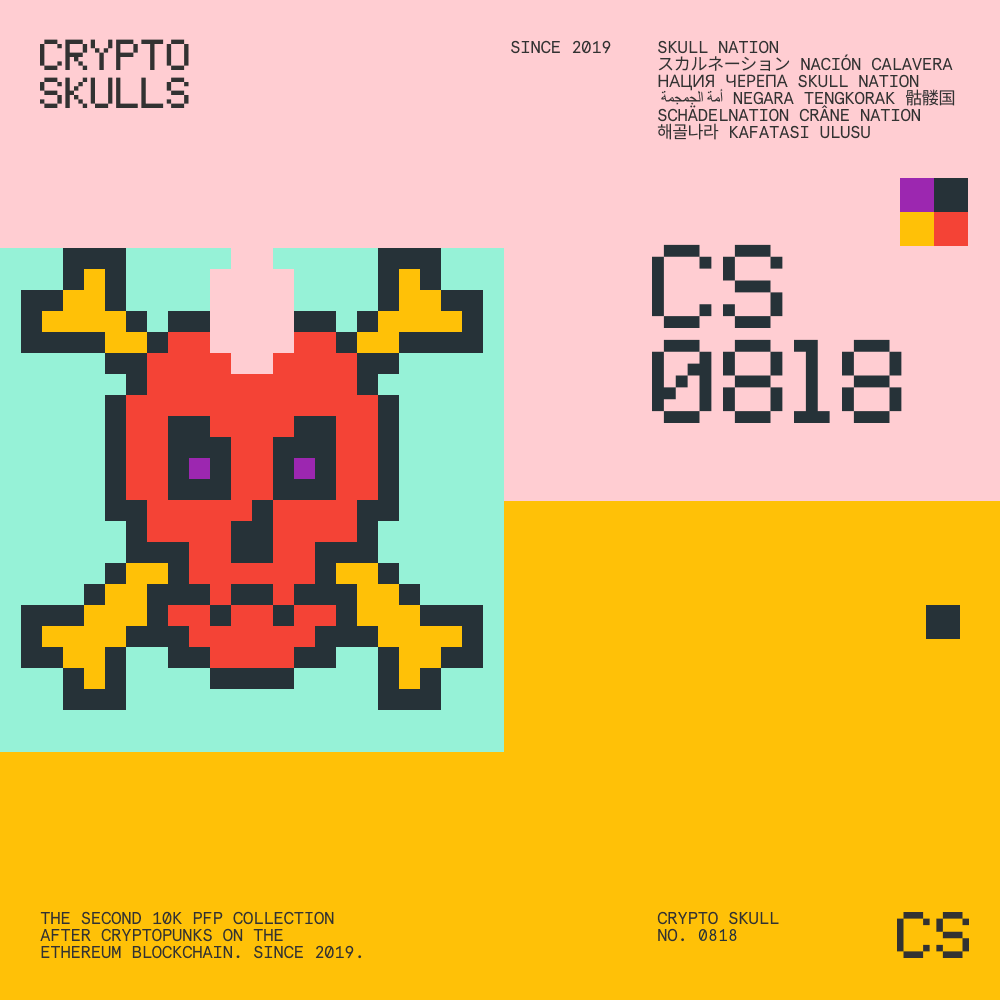 CRYPTO
SKULLS
SINCE 2019
SKULL NATION
スカルネーション NACIÓN CALAVERA
НАЦИЯ ЧЕРЕПА SKULL NATION
أمة الجمجمة NEGARA TENGKORAK 骷髅国
SCHÄDELNATION CRÂNE NATION
해골나라 KAFATASI ULUSU
CS
0818
THE SECOND 10K PFP COLLECTION
AFTER CRYPTOPUNKS ON THE
ETHEREUM BLOCKCHAIN. SINCE 2019.
CRYPTO SKULL
NO. 0818
CS